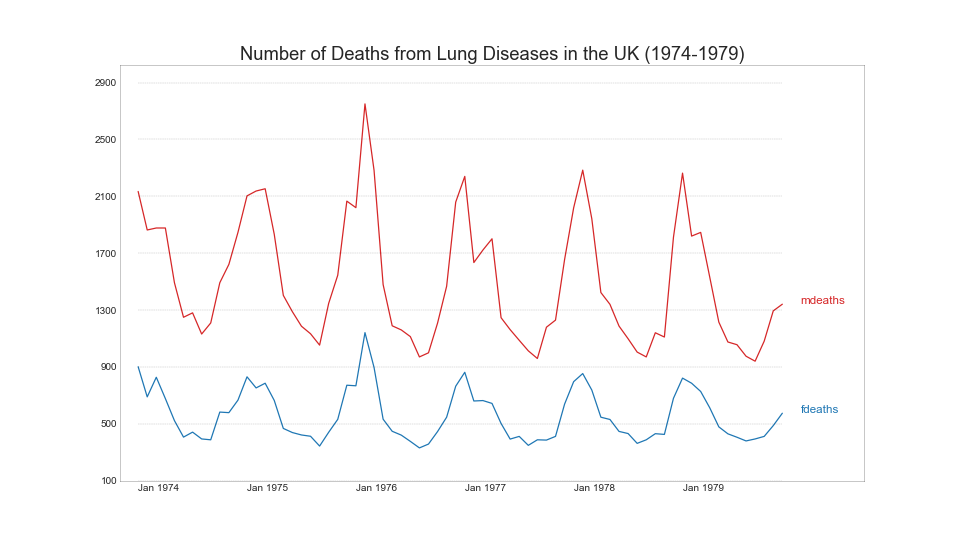 Number of Deaths from Lung Diseases in the UK (1974-1979)
2900
2500
2100
1700
1300
mdeaths
900
fdeaths
500
100
Jan 1974 Jan 1975 Jan 1976 Jan 1977 Jan 1978 Jan 1979